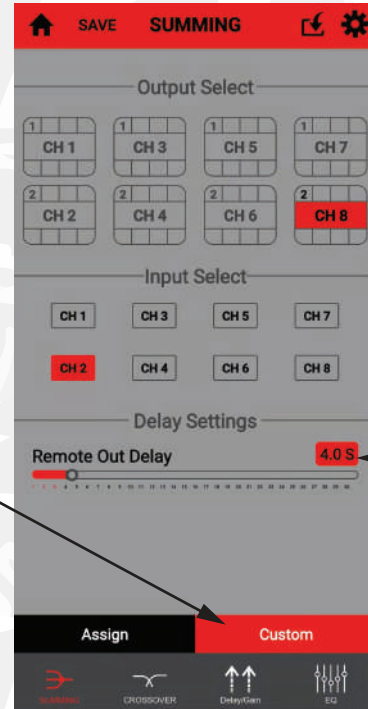 SAVE SUMMING
Output Select
1 1 1 1
CH 1 CH 3 CH 5 CH 7
2 2 2 2
CH 2 CH 4 CH 6 CH 8
Input Select
CH 1 CH 3 CH 5 CH 7
CH 2 CH 4 CH 6 CH 8
Delay Settings
Remote Out Delay 4.0 S
Assign Custom
SUMMING CROSSOVER Delay/Gain EQ